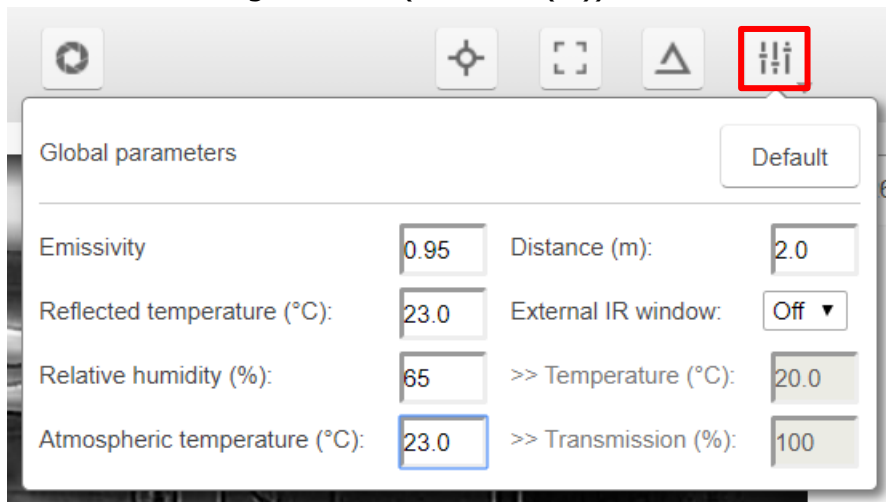 Global parameters Default
Emissivity 0.95 Distance (m): 2.0
Reflected temperature (°C): 23.0 External IR window: Off ▼
Relative humidity (%): 65 >> Temperature (°C): 20.0
Atmospheric temperature (°C): 23.0 >> Transmission (%): 100